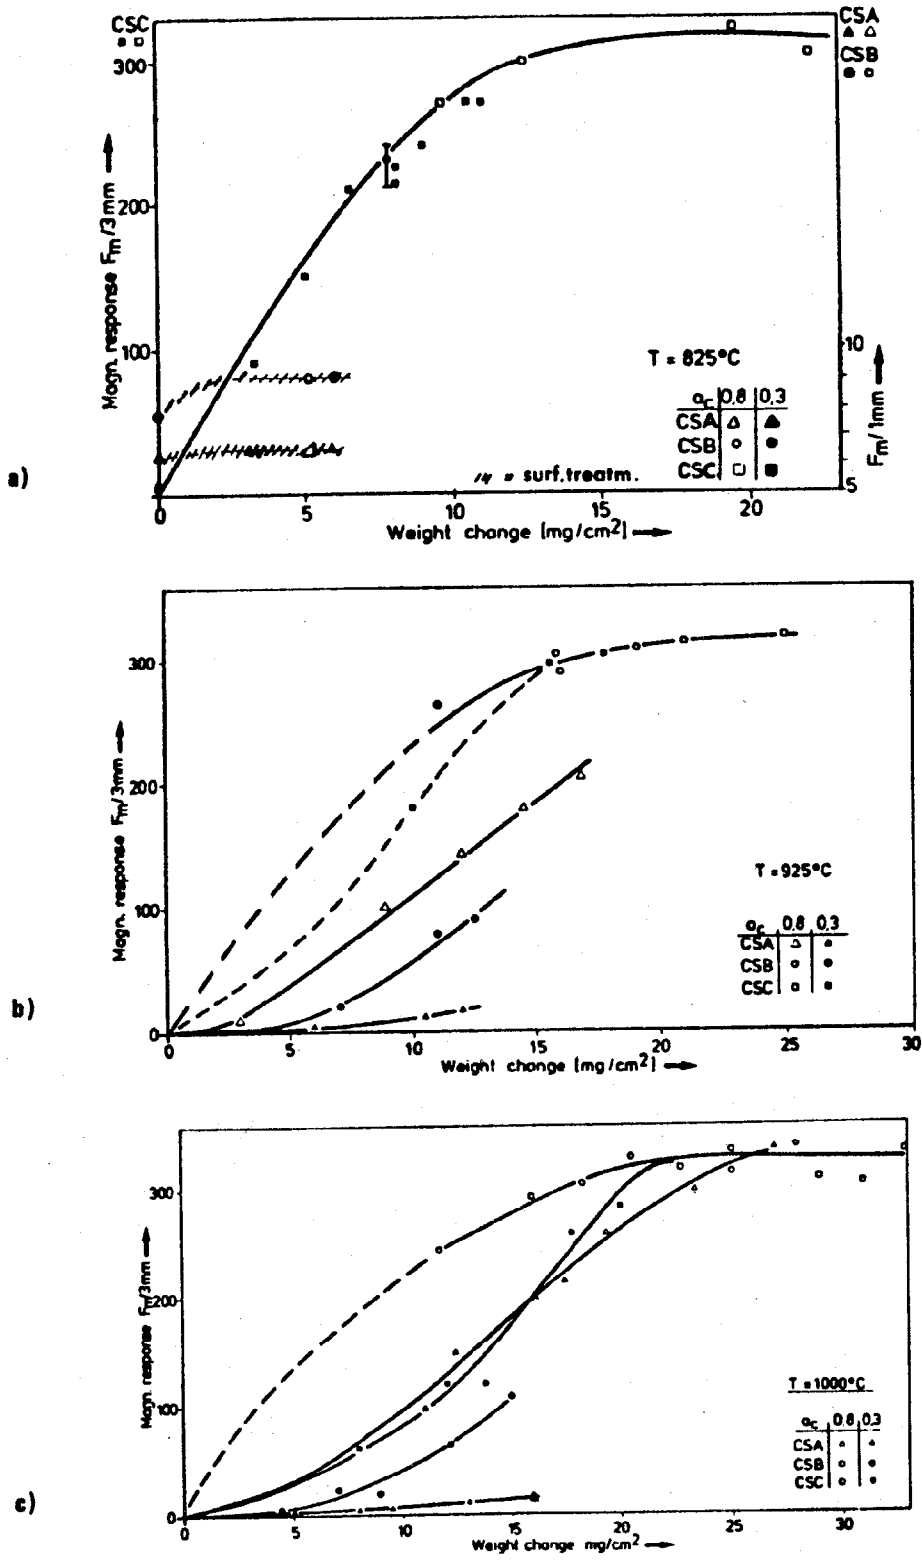 CSC
CSA
CSB
300
200
100
Magn. response Fm/3mm
10
5
Fm/1mm
T = 825°C
ac 0,8 0,3
CSA
CSB
CSC
= surf.treatm.
a)
0 5 10 15 20
Weight change [mg/cm2]
300
200
100
0
Magn. response Fm/3mm
T = 925°C
ac 0,8 0,3
CSA
CSB
CSC
b)
0 5 10 15 20 25 30
Weight change [mg/cm2]
300
200
100
0
Magn. response Fm/3mm
T = 1000°C
ac 0,8 0,3
CSA
CSB
CSC
c)
0 5 10 15 20 25 30
Weight change mg/cm2